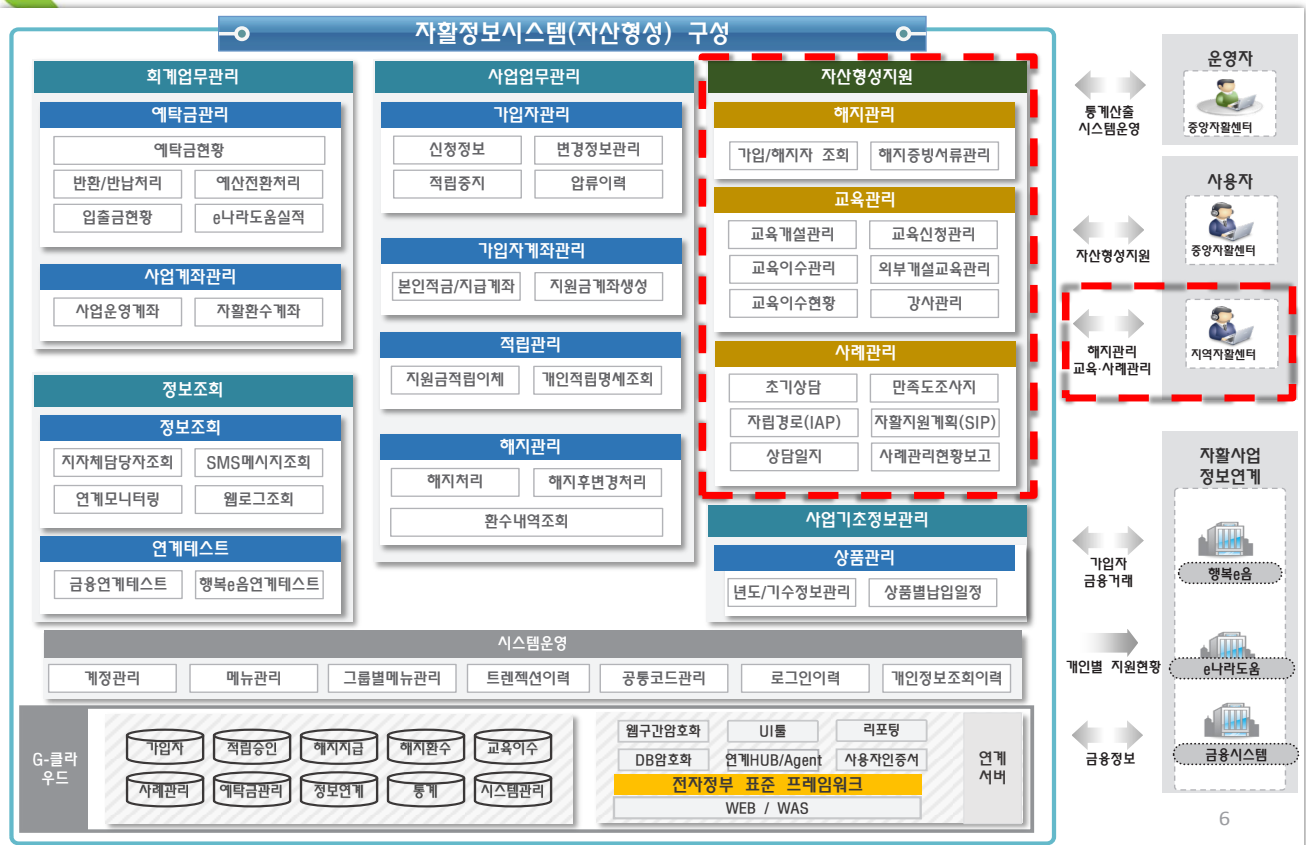 자활정보시스템(자산형성) 구성
회계업무관리
예탁금관리
예탁금현황
반환/반납처리
예산전환처리
입출금현황
e나라도움실적
사업계좌관리
사업운영계좌
자활환수계좌
정보조회
정보조회
지자체담당자조회
SMS메시지조회
연계모니터링
웹로그조회
연계테스트
금융연계테스트
행복e음연계테스트
사업업무관리
가입자관리
신청정보
변경정보관리
적립중지
압류이력
가입자계좌관리
본인적금/지급계좌
지원금계좌생성
적립관리
지원금적립이체
개인적립명세조회
해지관리
해지처리
해지후변경처리
환수내역조회
자산형성지원
해지관리
가입/해지자 조회
해지증빙서류관리
교육관리
교육개설관리
교육신청관리
교육이수관리
외부개설교육관리
교육이수현황
강사관리
사례관리
초기상담
만족도조사지
자립경로(IAP)
자활지원계획(SIP)
상담일지
사례관리현황보고
사업기초정보관리
상품관리
년도/기수정보관리
상품별납입일정
시스템운영
계정관리
메뉴관리
그룹별메뉴관리
트렌젝션이력
공통코드관리
로그인이력
개인정보조회이력
G-클라
우드
가입자
적립승인
해지지급
해지환수
교육이수
사례관리
예탁금관리
정보연계
통계
시스템관리
웹구간암호화
UI툴
리포팅
DB암호화
연계HUB/Agent
사용자인증서
전자정부 표준 프레임워크
WEB / WAS
연계
서버
통계산출
시스템운영
운영자
중앙자활센터
자산형성지원
사용자
중앙자활센터
해지관리
교육·사례관리
지역자활센터
자활사업
정보연계
가입자
금융거래
행복e음
개인별 지원현황
e나라도움
금융정보
금융시스템
6